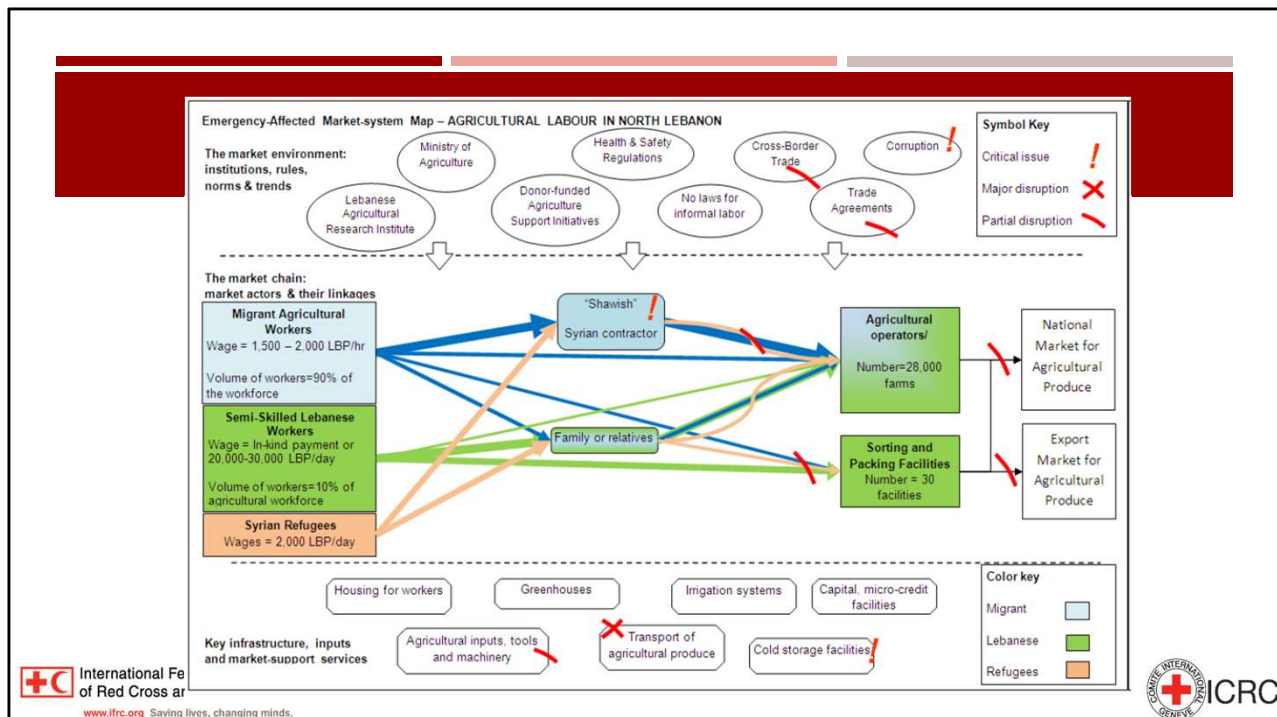 Emergency-Affected Market-system Map – AGRICULTURAL LABOUR IN NORTH LEBANON
The market environment:
institutions, rules,
norms & trends
Ministry of
Agriculture
Health & Safety
Regulations
Cross-Border
Trade
Corruption
Lebanese
Agricultural
Research Institute
Donor-funded
Agriculture
Support Initiatives
No laws for
informal labor
Trade
Agreements
Symbol Key
Critical issue
Major disruption
Partial disruption
The market chain:
market actors & their linkages
Migrant Agricultural
Workers
Wage = 1,500 – 2,000 LBP/hr
Volume of workers=90% of
the workforce
Semi-Skilled Lebanese
Workers
Wage = In-kind payment or
20,000-30,000 LBP/day
Volume of workers=10% of
agricultural workforce
Syrian Refugees
Wages = 2,000 LBP/day
"Shawish"
Syrian contractor
Family or relatives
Agricultural
operators/
Number=28,000
farms
Sorting and
Packing Facilities
Number = 30
facilities
National
Market for
Agricultural
Produce
Export
Market for
Agricultural
Produce
Housing for workers
Greenhouses
Irrigation systems
Capital, micro-credit
facilities
Key infrastructure, inputs
and market-support services
Agricultural inputs, tools
and machinery
Transport of
agricultural produce
Cold storage facilities
Color key
Migrant
Lebanese
Refugees
International Fe
of Red Cross ar
www.ifrc.org Saving lives, changing minds.
COMITE INTERNATIONAL
GENEVE
ICRC